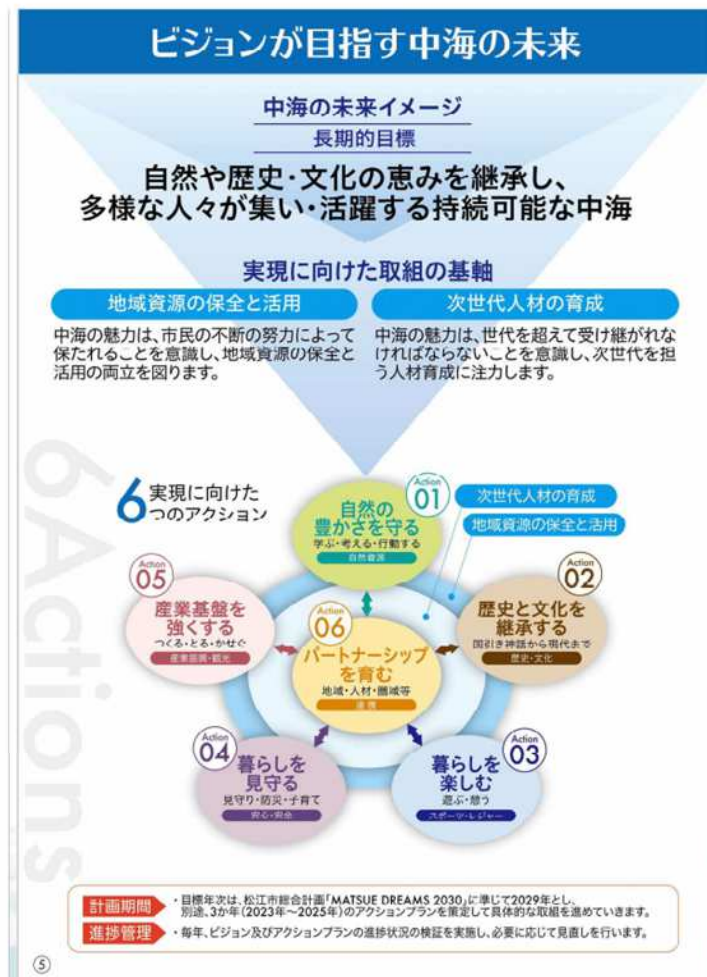 ビジョンが目指す中海の未来
中海の未来イメージ
長期的目標
自然や歴史・文化の恵みを継承し、
多様な人々が集い・活躍する持続可能な中海
実現に向けた取組の基軸
地域資源の保全と活用
中海の魅力は、市民の不断の努力によって
保たれることを意識し、地域資源の保全と
活用の両立を図ります。
次世代人材の育成
中海の魅力は、世代を超えて受け継がれな
ければならないことを意識し、次世代を担
う人材育成に注力します。
6Actions
6 実現に向けた
つのアクション
次世代人材の育成
地域資源の保全と活用
Action
01
自然の
豊かさを守る
学ぶ・考える・行動する
自然資源
Action
02
歴史と文化を
継承する
国引き神話から現代まで
歴史・文化
Action
03
暮らしを
楽しむ
遊ぶ・憩う
スポーツ・レジャー
Action
04
暮らしを
見守る
見守り・防災・子育て
安心・安全
Action
05
産業基盤を
強くする
つくる・とる・かせぐ
産業振興・観光
Action
06
パートナーシップ
を育む
地域・人材・圏域等
連携
計画期間
・目標年次は、松江市総合計画「MATSUE DREAMS 2030」に準じて2029年とし、
別途、3か年(2023年~2025年)のアクションプランを策定して具体的な取組を進めていきます。
進捗管理
・毎年、ビジョン及びアクションプランの進捗状況の検証を実施し、必要に応じて見直しを行います。
⑤